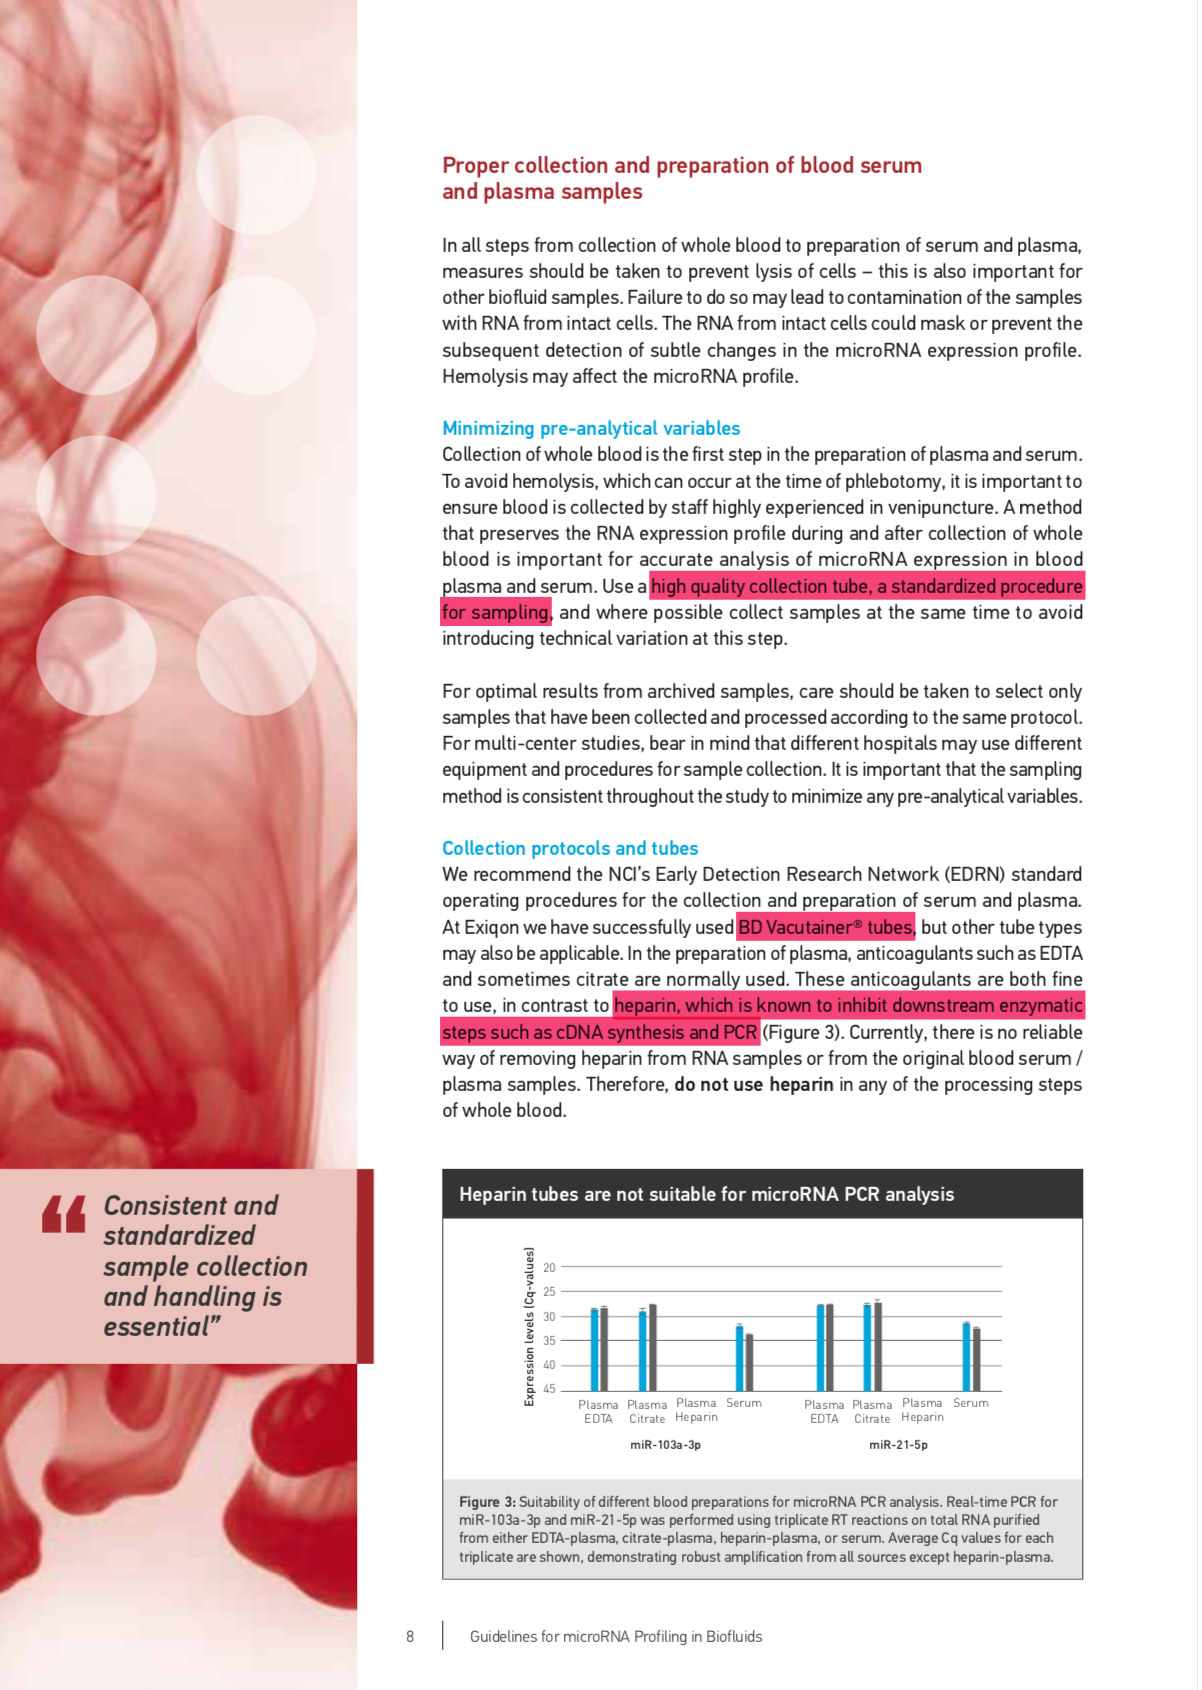 Proper collection and preparation of blood serum
and plasma samples
In all steps from collection of whole blood to preparation of serum and plasma,
measures should be taken to prevent lysis of cells – this is also important for
other biofluid samples. Failure to do so may lead to contamination of the samples
with RNA from intact cells. The RNA from intact cells could mask or prevent the
subsequent detection of subtle changes in the microRNA expression profile.
Hemolysis may affect the microRNA profile.
Minimizing pre-analytical variables
Collection of whole blood is the first step in the preparation of plasma and serum.
To avoid hemolysis, which can occur at the time of phlebotomy, it is important to
ensure blood is collected by staff highly experienced in venipuncture. A method
that preserves the RNA expression profile during and after collection of whole
blood is important for accurate analysis of microRNA expression in blood
plasma and serum. Use a high quality collection tube, a standardized procedure
for sampling, and where possible collect samples at the same time to avoid
introducing technical variation at this step.
For optimal results from archived samples, care should be taken to select only
samples that have been collected and processed according to the same protocol.
For multi-center studies, bear in mind that different hospitals may use different
equipment and procedures for sample collection. It is important that the sampling
method is consistent throughout the study to minimize any pre-analytical variables.
Collection protocols and tubes
We recommend the NCI's Early Detection Research Network (EDRN) standard
operating procedures for the collection and preparation of serum and plasma.
At Exiqon we have successfully used BD Vacutainer® tubes, but other tube types
may also be applicable. In the preparation of plasma, anticoagulants such as EDTA
and sometimes citrate are normally used. These anticoagulants are both fine
to use, in contrast to heparin, which is known to inhibit downstream enzymatic
steps such as cDNA synthesis and PCR (Figure 3). Currently, there is no reliable
way of removing heparin from RNA samples or from the original blood serum /
plasma samples. Therefore, do not use heparin in any of the processing steps
of whole blood.
“ Consistent and
standardized
sample collection
and handling is
essential”
Heparin tubes are not suitable for microRNA PCR analysis
Expression levels (Cq-values)
20
25
30
35
40
45
Plasma Plasma Plasma Serum Plasma Plasma Plasma Serum
EDTA Citrate Heparin EDTA Citrate Heparin
miR-103a-3p miR-21-5p
Figure 3: Suitability of different blood preparations for microRNA PCR analysis. Real-time PCR for
miR-103a-3p and miR-21-5p was performed using triplicate RT reactions on total RNA purified
from either EDTA-plasma, citrate-plasma, heparin-plasma, or serum. Average Cq values for each
triplicate are shown, demonstrating robust amplification from all sources except heparin-plasma.
8 Guidelines for microRNA Profiling in Biofluids